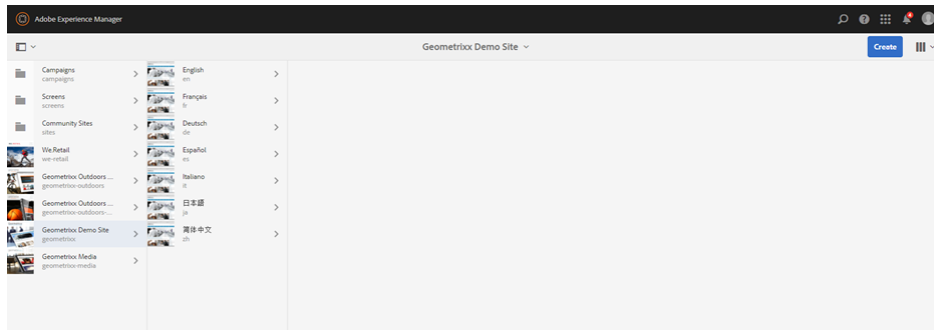 Adobe Experience Manager
Geometrixx Demo Site
Create
Campaigns
campaigns
Screens
screens
Community Sites
sites
We.Retail
we-retail
Geometrixx Outdoors ...
geometrixx-outdoors
Geometrixx Outdoors ...
geometrixx-outdoors-...
Geometrixx Demo Site
geometrixx
Geometrixx Media
geometrixx-media
English
en
Français
fr
Deutsch
de
Español
es
Italiano
it
日本語
ja
简体中文
zh